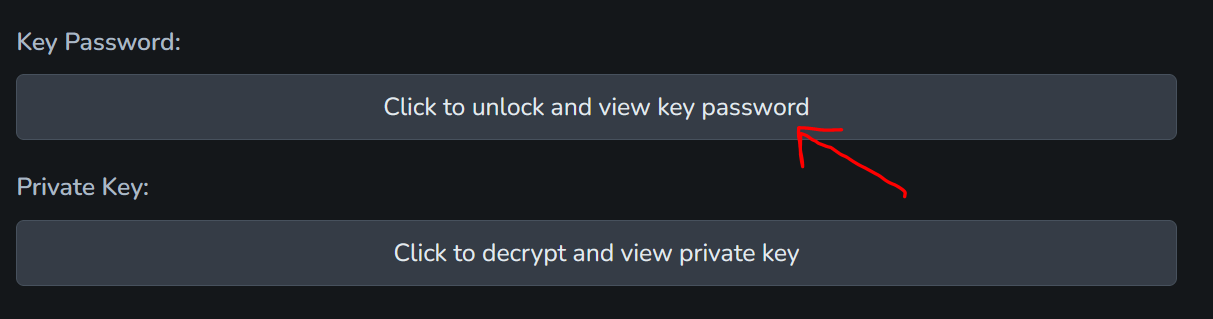 Key Password:
Click to unlock and view key password
Private Key:
Click to decrypt and view private key